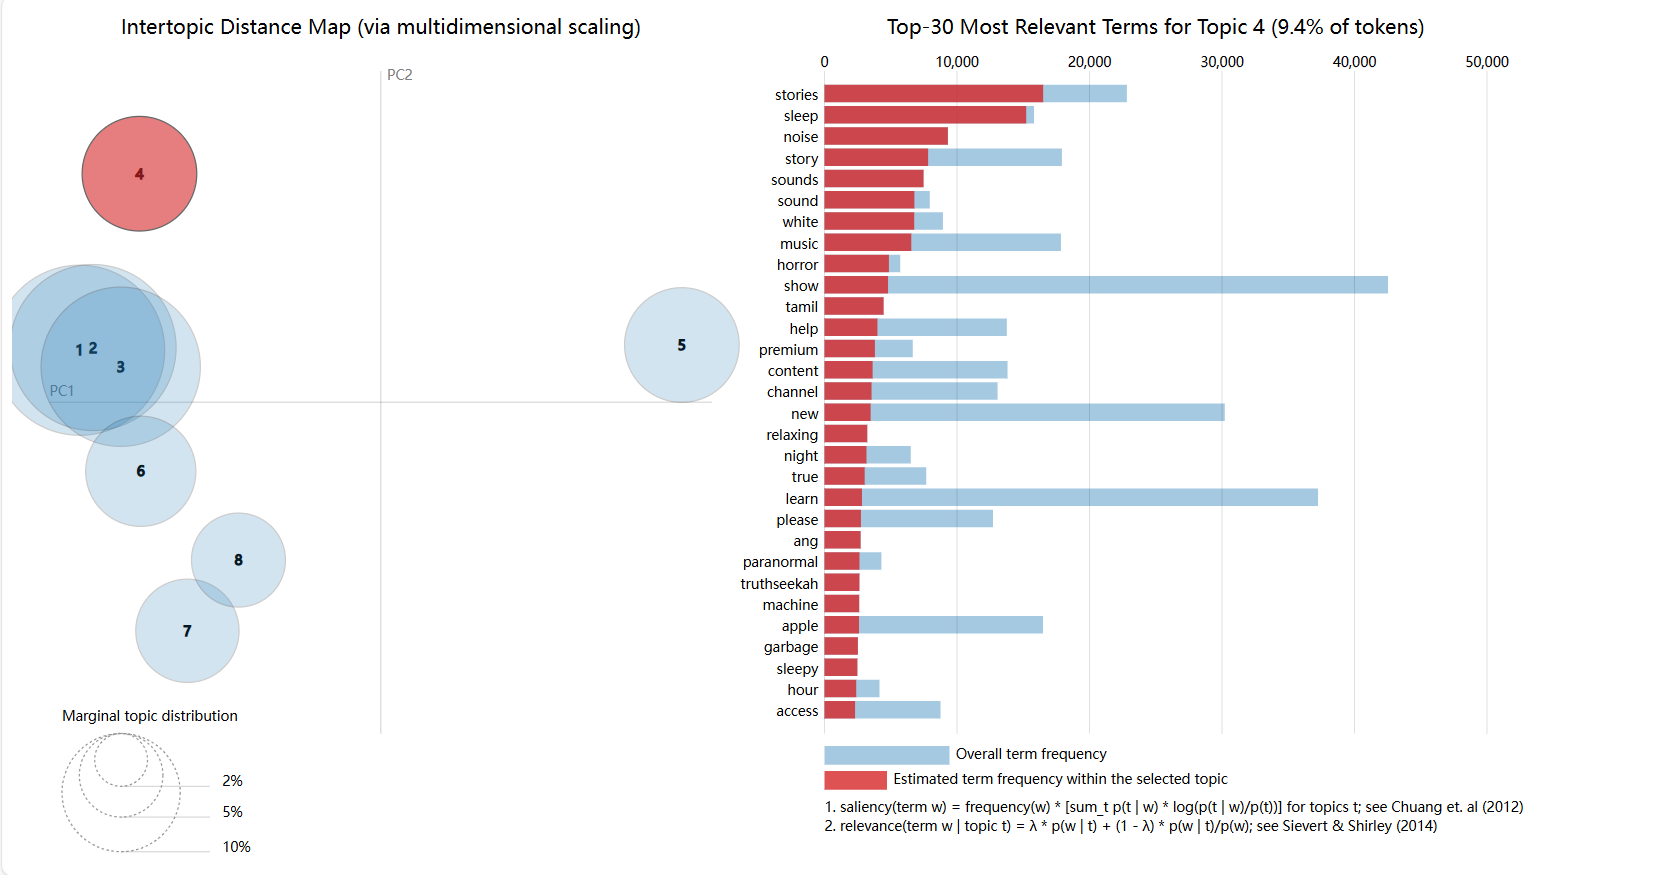 Intertopic Distance Map (via multidimensional scaling)
PC2
4
1
2
3
5
PC1
6
8
7
Marginal topic distribution
2%
5%
10%
Top-30 Most Relevant Terms for Topic 4 (9.4% of tokens)
0 10,000 20,000 30,000 40,000 50,000
stories
sleep
noise
story
sounds
sound
white
music
horror
show
tamil
help
premium
content
channel
new
relaxing
night
true
learn
please
ang
paranormal
truthseekah
machine
apple
garbage
sleepy
hour
access
Overall term frequency
Estimated term frequency within the selected topic
1. saliency(term w) = frequency(w) * [sum_t p(t | w) * log(p(t | w)/p(t))] for topics t; see Chuang et. al (2012)
2. relevance(term w | topic t) = λ * p(w | t) + (1 - λ) * p(w | t)/p(w); see Sievert & Shirley (2014)